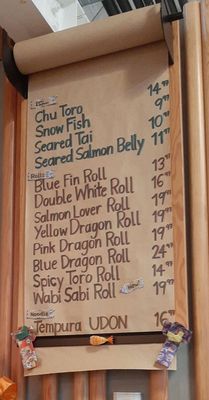 Chu Toro 14
Snow Fish 9
Seared Tai 10
Seared Salmon Belly 11
Rolls
Blue Fin Roll 13
Double White Roll 16
Salmon Lover Roll 19
Yellow Dragon Roll 19
Pink Dragon Roll 19
Blue Dragon Roll 24
Spicy Toro Roll 14
Wabi Sabi Roll 19
Noodle
Tempura UDON 16